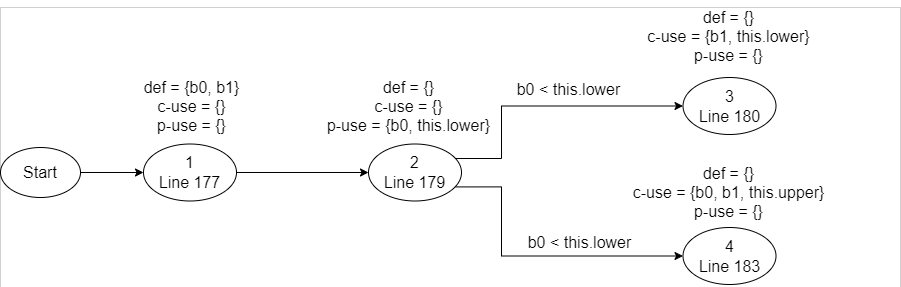 Start
def = {b0, b1}
c-use = {}
p-use = {}
1
Line 177
def = {}
c-use = {}
p-use = {b0, this.lower}
2
Line 179
b0 < this.lower
def = {}
c-use = {b1, this.lower}
p-use = {}
3
Line 180
b0 < this.lower
def = {}
c-use = {b0, b1, this.upper}
p-use = {}
4
Line 183